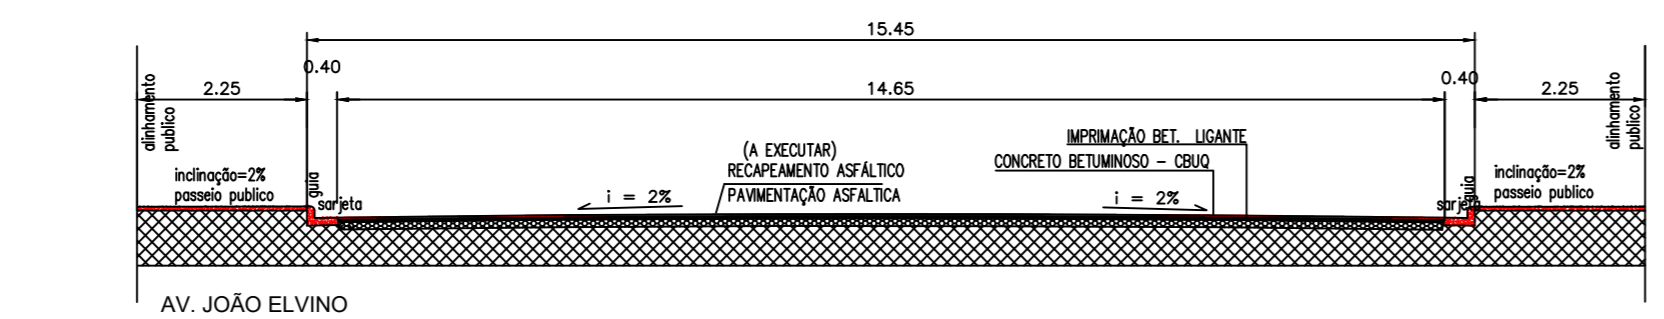 15.45
0.40
0.40
2.25
14.65
2.25
alinhamento
publico
alinhamento
publico
(A EXECUTAR)
RECAPEAMENTO ASFÁLTICO
PAVIMENTAÇÃO ASFALTICA
IMPRIMAÇÃO BET. LIGANTE
CONCRETO BETUMINOSO - CBUQ
inclinação=2%
passeio publico
guia
sarjeta
i = 2%
i = 2%
sarjeta
guia
inclinação=2%
passeio publico
AV. JOÃO ELVINO